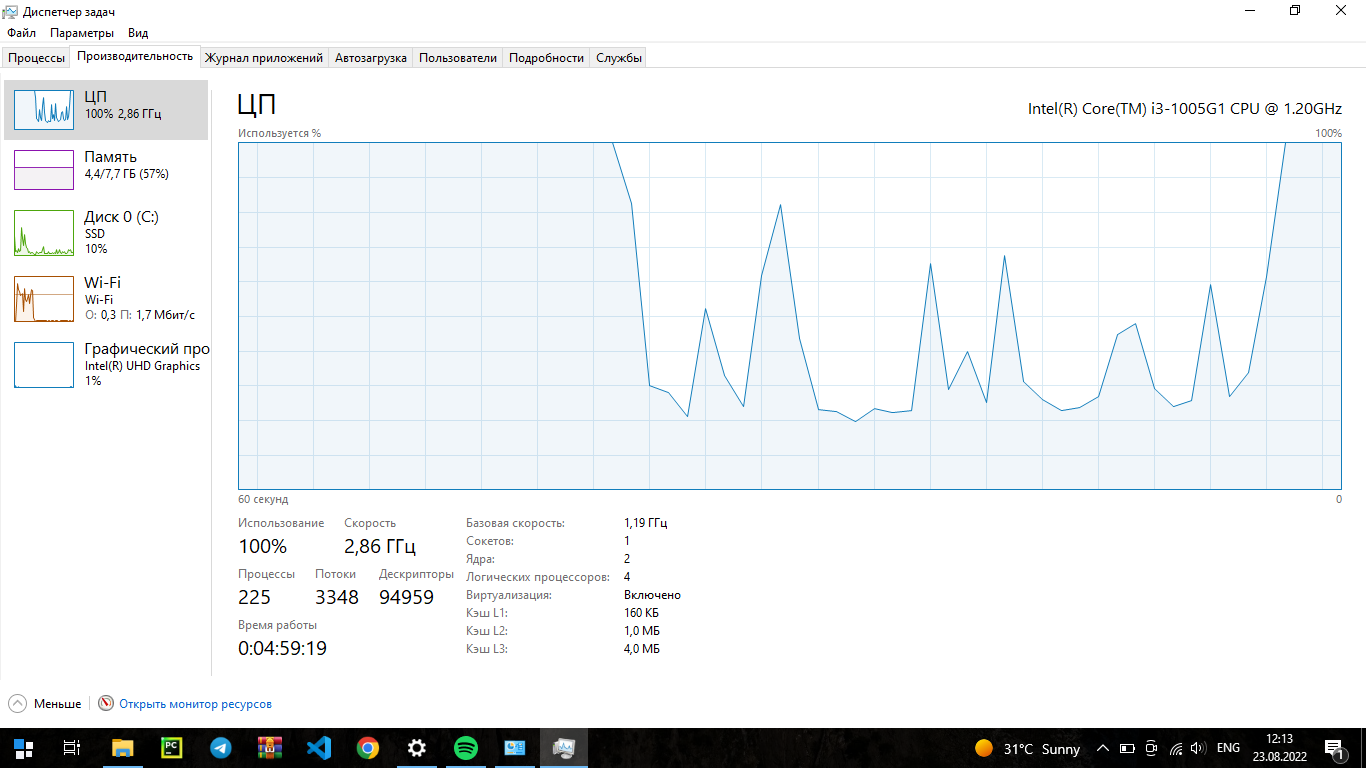 Диспетчер задач
Файл Параметры Вид
Процессы Производительность Журнал приложений Автозагрузка Пользователи Подробности Службы
ЦП
100% 2,86 ГГц
Память
4,4/7,7 ГБ (57%)
Диск 0 (C:)
SSD
10%
Wi-Fi
Wi-Fi
О: 0,3 П: 1,7 Мбит/с
Графический про
Intel(R) UHD Graphics
1%
ЦП
Intel(R) Core(TM) i3-1005G1 CPU @ 1.20GHz
Используется %
100%
60 секунд
0
Использование
100%
Скорость
2,86 ГГц
Процессы
225
Потоки
3348
Дескрипторы
94959
Время работы
0:04:59:19
Базовая скорость: 1,19 ГГц
Сокетов: 1
Ядра: 2
Логических процессоров: 4
Виртуализация: Включено
Кэш L1: 160 КБ
Кэш L2: 1,0 МБ
Кэш L3: 4,0 МБ
Меньше
Открыть монитор ресурсов
PC
31°C Sunny
ENG
12:13
23.08.2022
1